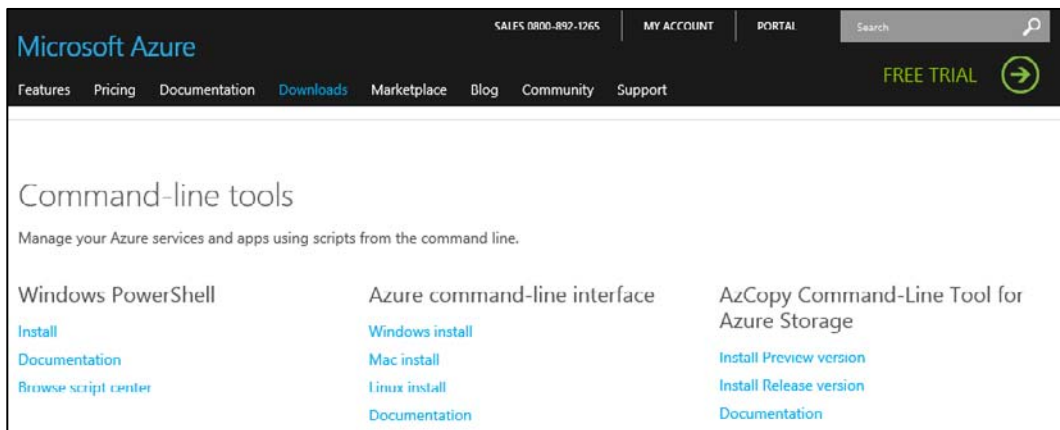 SALES 0800-892-1265 MY ACCOUNT PORTAL Search
Microsoft Azure
FREE TRIAL
Features Pricing Documentation Downloads Marketplace Blog Community Support
Command-line tools
Manage your Azure services and apps using scripts from the command line.
Windows PowerShell
Install
Documentation
Browse script center
Azure command-line interface
Windows install
Mac install
Linux install
Documentation
AzCopy Command-Line Tool for
Azure Storage
Install Preview version
Install Release version
Documentation